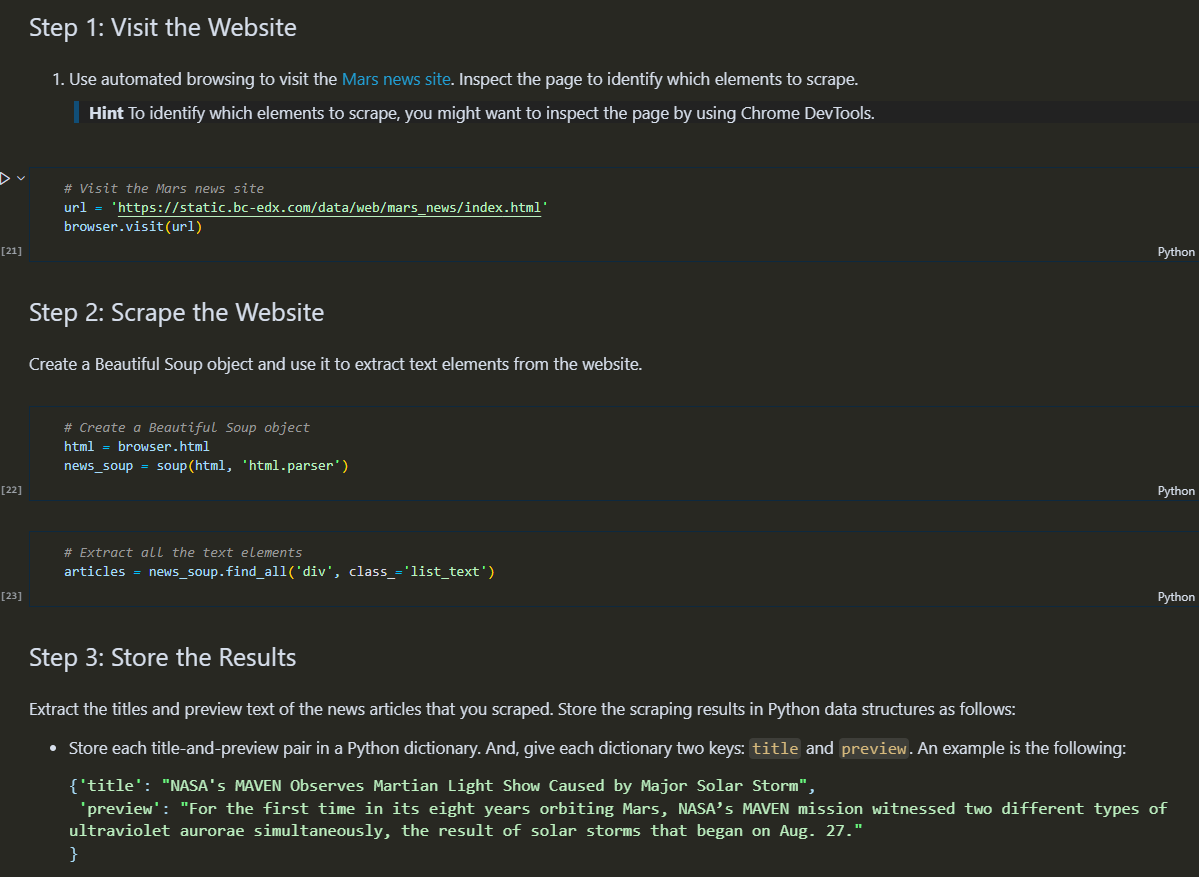 Step 1: Visit the Website
1. Use automated browsing to visit the Mars news site. Inspect the page to identify which elements to scrape.
Hint To identify which elements to scrape, you might want to inspect the page by using Chrome DevTools.
# Visit the Mars news site
url = 'https://static.bc-edx.com/data/web/mars_news/index.html'
browser.visit(url)
[21]
Python
Step 2: Scrape the Website
Create a Beautiful Soup object and use it to extract text elements from the website.
# Create a Beautiful Soup object
html = browser.html
news_soup = soup(html, 'html.parser')
[22]
Python
# Extract all the text elements
articles = news_soup.find_all('div', class_='list_text')
[23]
Python
Step 3: Store the Results
Extract the titles and preview text of the news articles that you scraped. Store the scraping results in Python data structures as follows:
• Store each title-and-preview pair in a Python dictionary. And, give each dictionary two keys: title and preview. An example is the following:
{'title': "NASA's MAVEN Observes Martian Light Show Caused by Major Solar Storm",
'preview': "For the first time in its eight years orbiting Mars, NASA’s MAVEN mission witnessed two different types of
ultraviolet aurorae simultaneously, the result of solar storms that began on Aug. 27."
}